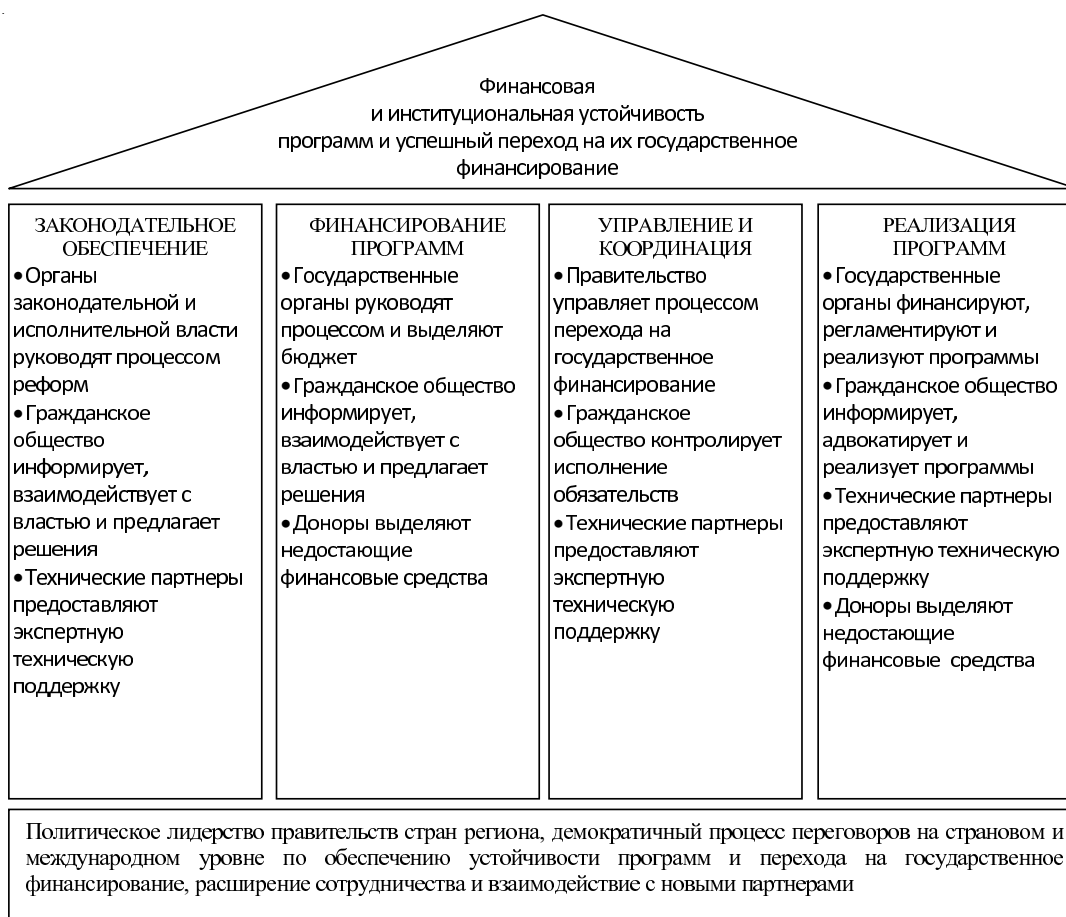 Финансовая
и институциональная устойчивость
программ и успешный переход на их государственное
финансирование
ЗАКОНОДАТЕЛЬНОЕ
ОБЕСПЕЧЕНИЕ
•Органы
законодательной и
исполнительной власти
руководят процессом
реформ
•Гражданское
общество
информирует,
взаимодействует с
властью и предлагает
решения
•Технические партнеры
предоставляют
экспертную
техническую
поддержку
ФИНАНСИРОВАНИЕ
ПРОГРАММ
•Государственные
органы руководят
процессом и выделяют
бюджет
•Гражданское общество
информирует,
взаимодействует с
властью и предлагает
решения
•Доноры выделяют
недостающие
финансовые средства
УПРАВЛЕНИЕ И
КООРДИНАЦИЯ
•Правительство
управляет процессом
перехода на
государственное
финансирование
•Гражданское
общество контролирует
исполнение
обязательств
•Технические партнеры
предоставляют
экспертную
техническую
поддержку
РЕАЛИЗАЦИЯ
ПРОГРАММ
•Государственные
органы финансируют,
регламентируют и
реализуют программы
•Гражданское общество
информирует,
адвокатирует и
реализует программы
•Технические партнеры
предоставляют
экспертную техническую
поддержку
•Доноры выделяют
недостающие
финансовые средства
Политическое лидерство правительств стран региона, демократичный процесс переговоров на страновом и
международном уровне по обеспечению устойчивости программ и перехода на государственное
финансирование, расширение сотрудничества и взаимодействие с новыми партнерами